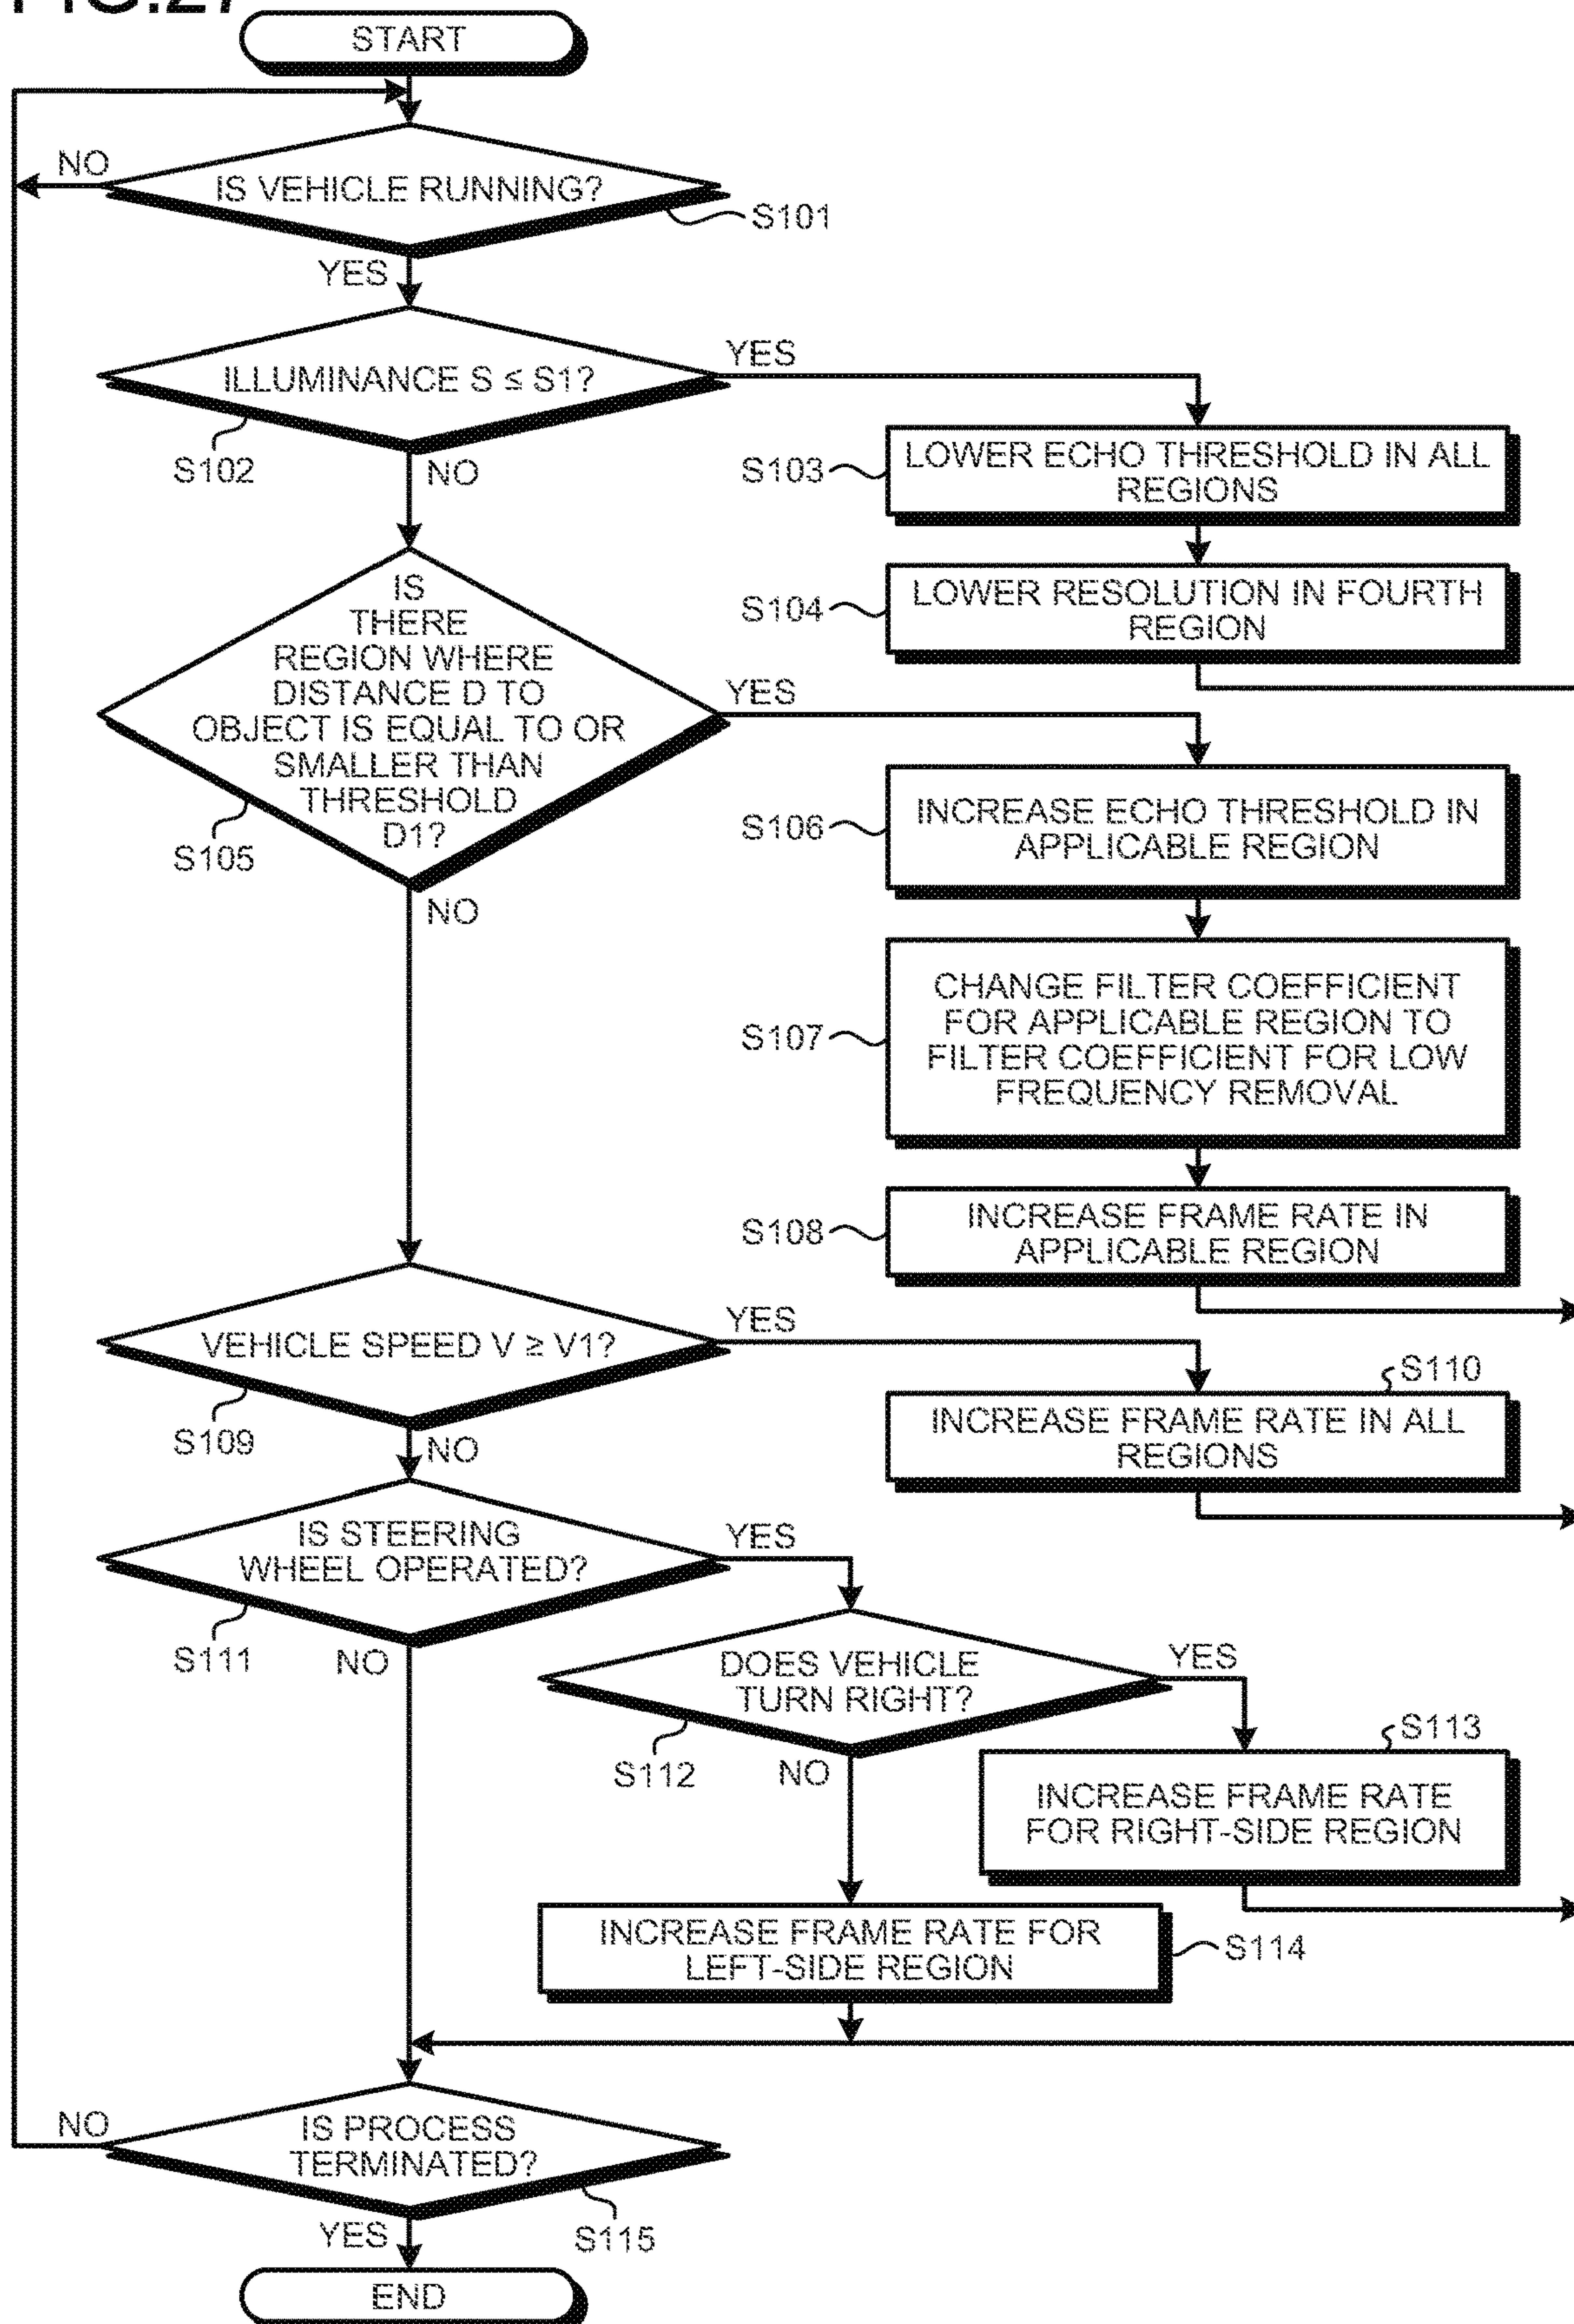 FIG.27
START
NO
IS VEHICLE RUNNING?
S101
YES
ILLUMINANCE S ≤ S1?
YES
S102
NO
S103
LOWER ECHO THRESHOLD IN ALL
REGIONS
S104
LOWER RESOLUTION IN FOURTH
REGION
IS
THERE
REGION WHERE
DISTANCE D TO
OBJECT IS EQUAL TO OR
SMALLER THAN
THRESHOLD
D1?
YES
S105
NO
S106
INCREASE ECHO THRESHOLD IN
APPLICABLE REGION
S107
CHANGE FILTER COEFFICIENT
FOR APPLICABLE REGION TO
FILTER COEFFICIENT FOR LOW
FREQUENCY REMOVAL
S108
INCREASE FRAME RATE IN
APPLICABLE REGION
VEHICLE SPEED V ≥ V1?
YES
S109
NO
S110
INCREASE FRAME RATE IN ALL
REGIONS
IS STEERING
WHEEL OPERATED?
YES
S111
NO
DOES VEHICLE
TURN RIGHT?
YES
S112
NO
S113
INCREASE FRAME RATE
FOR RIGHT-SIDE REGION
INCREASE FRAME RATE FOR
LEFT-SIDE REGION
S114
NO
IS PROCESS
TERMINATED?
YES
S115
END